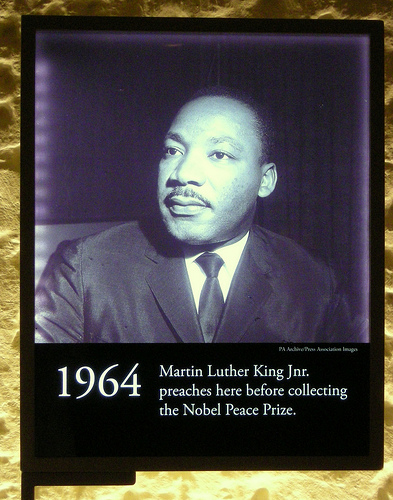 PA Archive/Press Association Images
1964
Martin Luther King Jnr.
preaches here before collecting
the Nobel Peace Prize.